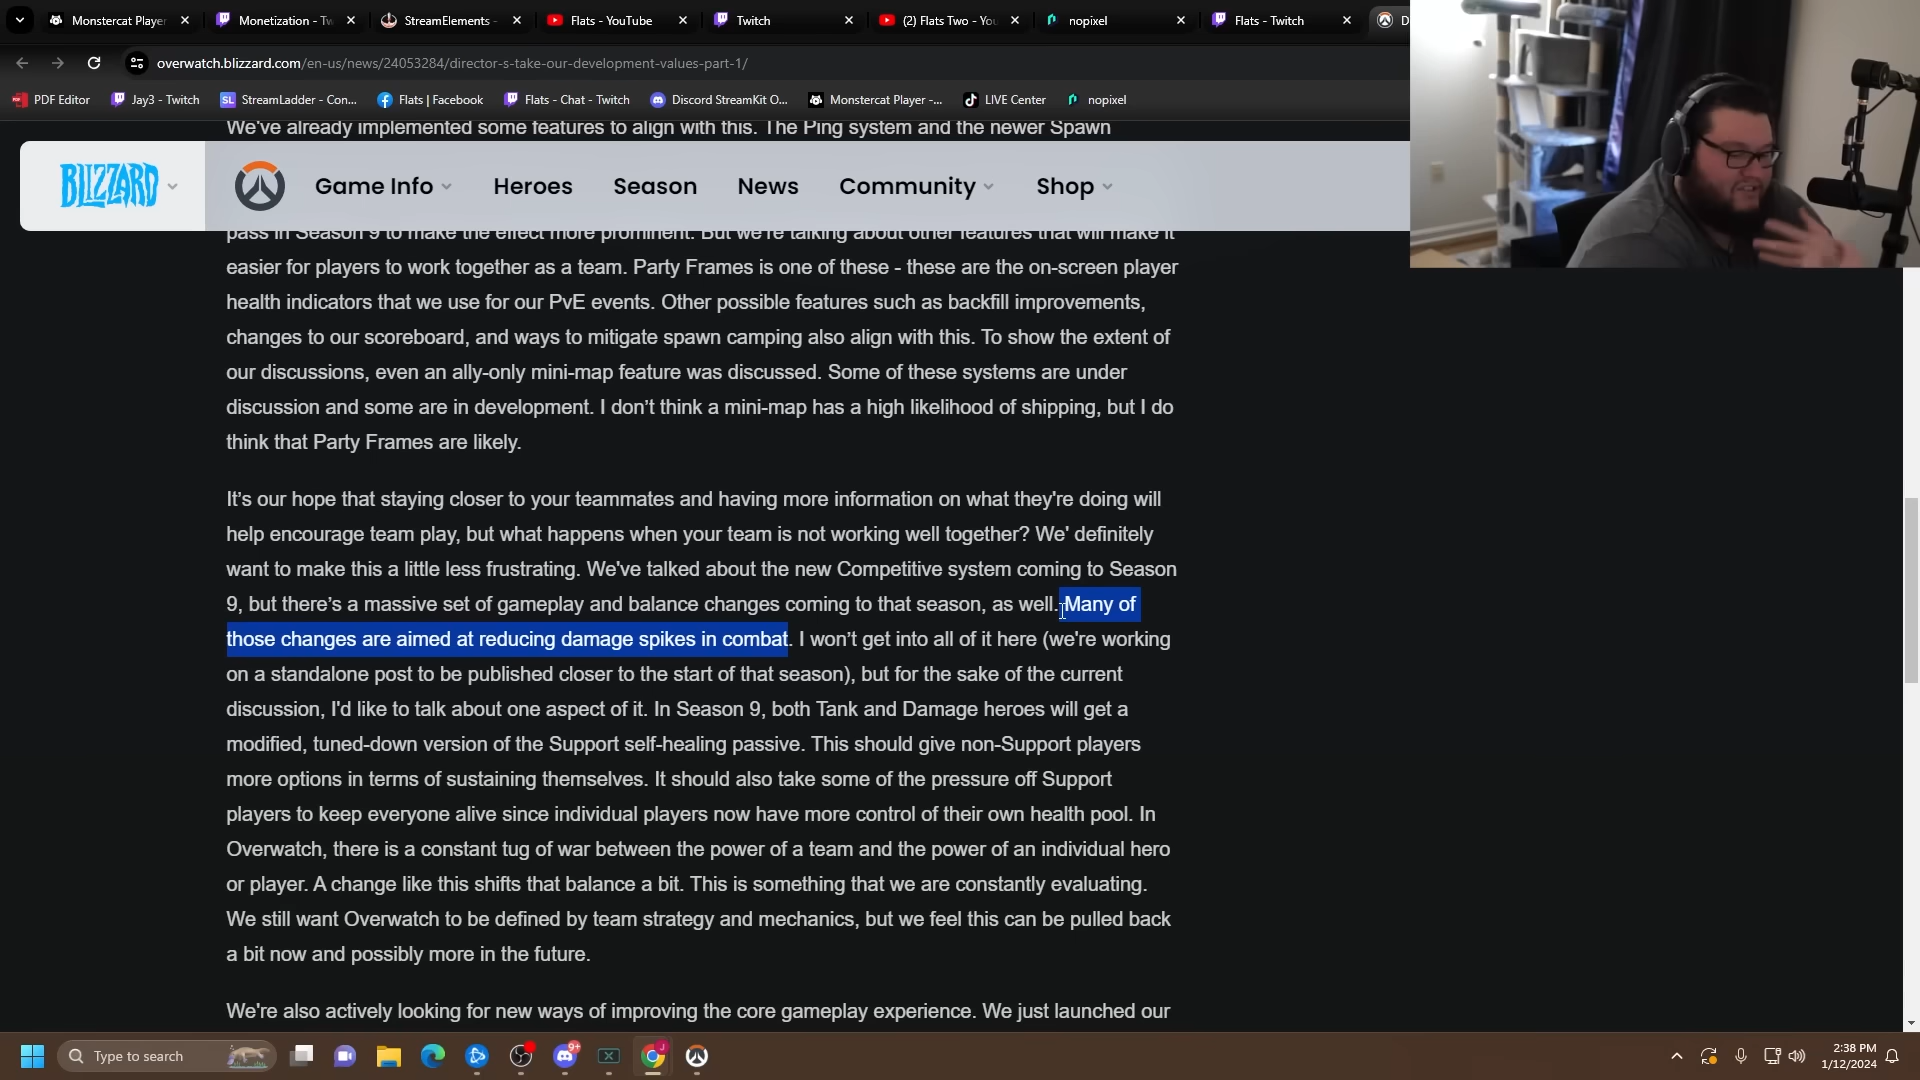 Monstercat Player
Monetization - Tw
StreamElements -
Flats - YouTube
Twitch
(2) Flats Two - You
nopixel
Flats - Twitch
D
overwatch.blizzard.com/en-us/news/24053284/director-s-take-our-development-values-part-1/
PDF Editor
Jay3 - Twitch
SL
StreamLadder - Con...
Flats | Facebook
Flats - Chat - Twitch
Discord StreamKit O...
Monstercat Player -...
LIVE Center
nopixel
We've already implemented some features to align with this. The Ping system and the newer Spawn
BLIZZARD
Game Info
Heroes
Season
News
Community
Shop
pass in Season 9 to make the effect more prominent. But we're talking about other features that will make it
easier for players to work together as a team. Party Frames is one of these - these are the on-screen player
health indicators that we use for our PvE events. Other possible features such as backfill improvements,
changes to our scoreboard, and ways to mitigate spawn camping also align with this. To show the extent of
our discussions, even an ally-only mini-map feature was discussed. Some of these systems are under
discussion and some are in development. I don’t think a mini-map has a high likelihood of shipping, but I do
think that Party Frames are likely.
It’s our hope that staying closer to your teammates and having more information on what they're doing will
help encourage team play, but what happens when your team is not working well together? We' definitely
want to make this a little less frustrating. We've talked about the new Competitive system coming to Season
9, but there’s a massive set of gameplay and balance changes coming to that season, as well. Many of
those changes are aimed at reducing damage spikes in combat. I won’t get into all of it here (we're working
on a standalone post to be published closer to the start of that season), but for the sake of the current
discussion, I'd like to talk about one aspect of it. In Season 9, both Tank and Damage heroes will get a
modified, tuned-down version of the Support self-healing passive. This should give non-Support players
more options in terms of sustaining themselves. It should also take some of the pressure off Support
players to keep everyone alive since individual players now have more control of their own health pool. In
Overwatch, there is a constant tug of war between the power of a team and the power of an individual hero
or player. A change like this shifts that balance a bit. This is something that we are constantly evaluating.
We still want Overwatch to be defined by team strategy and mechanics, but we feel this can be pulled back
a bit now and possibly more in the future.
We're also actively looking for new ways of improving the core gameplay experience. We just launched our
Type to search
9+
2:38 PM
1/12/2024